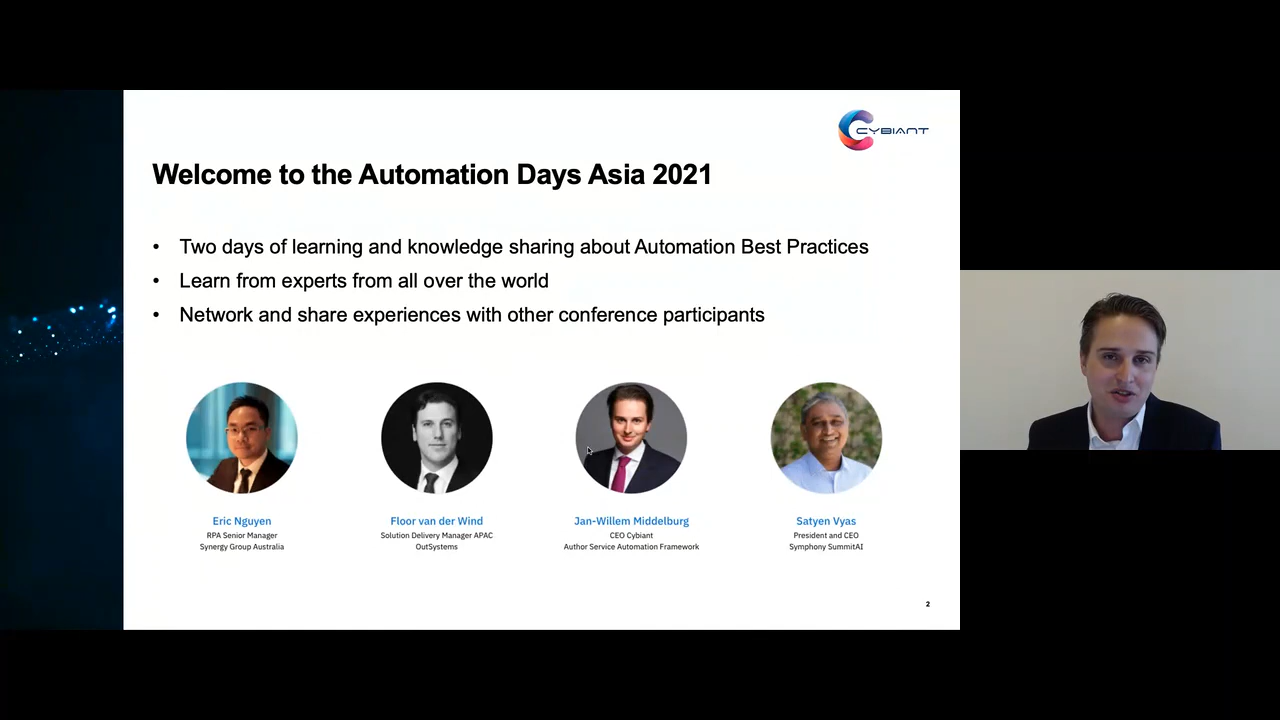 CYBIANT
Welcome to the Automation Days Asia 2021
• Two days of learning and knowledge sharing about Automation Best Practices
• Learn from experts from all over the world
• Network and share experiences with other conference participants
Eric Nguyen
RPA Senior Manager
Synergy Group Australia
Floor van der Wind
Solution Delivery Manager APAC
OutSystems
Jan-Willem Middelburg
CEO Cybiant
Author Service Automation Framework
Satyen Vyas
President and CEO
Symphony SummitAI
2